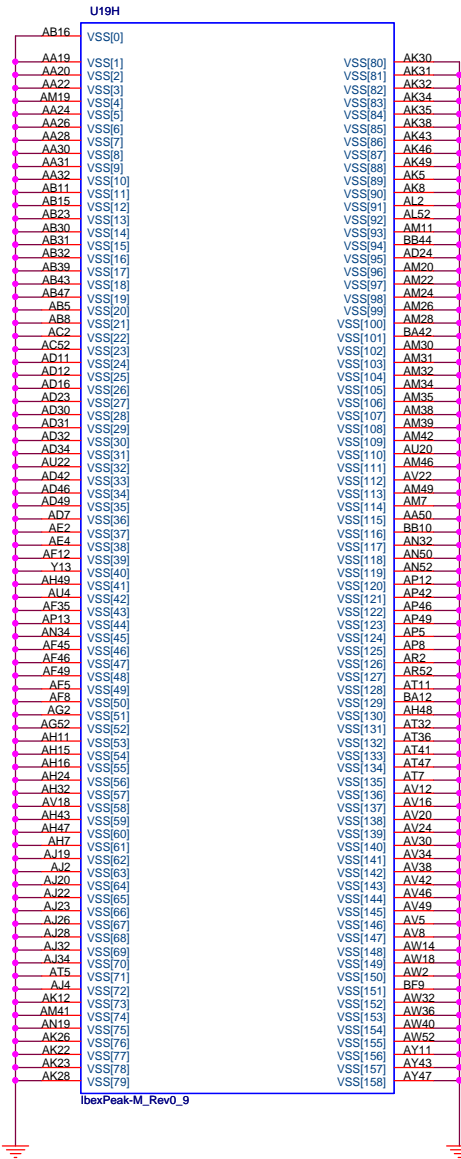 U19H
AB16 VSS[0]
AA19 VSS[1] VSS[80] AK30
AA20 VSS[2] VSS[81] AK31
AA22 VSS[3] VSS[82] AK32
AM19 VSS[4] VSS[83] AK34
AA24 VSS[5] VSS[84] AK35
AA26 VSS[6] VSS[85] AK38
AA28 VSS[7] VSS[86] AK43
AA30 VSS[8] VSS[87] AK46
AA31 VSS[9] VSS[88] AK49
AA32 VSS[10] VSS[89] AK5
AB11 VSS[11] VSS[90] AK8
AB15 VSS[12] VSS[91] AL2
AB23 VSS[13] VSS[92] AL52
AB30 VSS[14] VSS[93] AM11
AB31 VSS[15] VSS[94] BB44
AB32 VSS[16] VSS[95] AD24
AB39 VSS[17] VSS[96] AM20
AB43 VSS[18] VSS[97] AM22
AB47 VSS[19] VSS[98] AM24
AB5 VSS[20] VSS[99] AM26
AB8 VSS[21] VSS[100] AM28
AC2 VSS[22] VSS[101] BA42
AC52 VSS[23] VSS[102] AM30
AD11 VSS[24] VSS[103] AM31
AD12 VSS[25] VSS[104] AM32
AD16 VSS[26] VSS[105] AM34
AD23 VSS[27] VSS[106] AM35
AD30 VSS[28] VSS[107] AM38
AD31 VSS[29] VSS[108] AM39
AD32 VSS[30] VSS[109] AM42
AD34 VSS[31] VSS[110] AU20
AU22 VSS[32] VSS[111] AM46
AD42 VSS[33] VSS[112] AV22
AD46 VSS[34] VSS[113] AM49
AD49 VSS[35] VSS[114] AM7
AD7 VSS[36] VSS[115] AA50
AE2 VSS[37] VSS[116] BB10
AE4 VSS[38] VSS[117] AN32
AF12 VSS[39] VSS[118] AN50
Y13 VSS[40] VSS[119] AN52
AH49 VSS[41] VSS[120] AP12
AU4 VSS[42] VSS[121] AP42
AF35 VSS[43] VSS[122] AP46
AP13 VSS[44] VSS[123] AP49
AN34 VSS[45] VSS[124] AP5
AF45 VSS[46] VSS[125] AP8
AF46 VSS[47] VSS[126] AR2
AF49 VSS[48] VSS[127] AR52
AF5 VSS[49] VSS[128] AT11
AF8 VSS[50] VSS[129] BA12
AG2 VSS[51] VSS[130] AH48
AG52 VSS[52] VSS[131] AT32
AH11 VSS[53] VSS[132] AT36
AH15 VSS[54] VSS[133] AT41
AH16 VSS[55] VSS[134] AT47
AH24 VSS[56] VSS[135] AT7
AH32 VSS[57] VSS[136] AV12
AV18 VSS[58] VSS[137] AV16
AH43 VSS[59] VSS[138] AV20
AH47 VSS[60] VSS[139] AV24
AH7 VSS[61] VSS[140] AV30
AJ19 VSS[62] VSS[141] AV34
AJ2 VSS[63] VSS[142] AV38
AJ20 VSS[64] VSS[143] AV42
AJ22 VSS[65] VSS[144] AV46
AJ23 VSS[66] VSS[145] AV49
AJ26 VSS[67] VSS[146] AV5
AJ28 VSS[68] VSS[147] AV8
AJ32 VSS[69] VSS[148] AW14
AJ34 VSS[70] VSS[149] AW18
AT5 VSS[71] VSS[150] AW2
AJ4 VSS[72] VSS[151] BF9
AK12 VSS[73] VSS[152] AW32
AM41 VSS[74] VSS[153] AW36
AN19 VSS[75] VSS[154] AW40
AK26 VSS[76] VSS[155] AW52
AK22 VSS[77] VSS[156] AY11
AK23 VSS[78] VSS[157] AY43
AK28 VSS[79] VSS[158] AY47
IbexPeak-M_Rev0_9